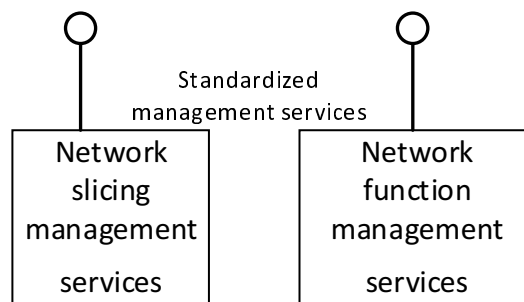 Standardized
management services
Network
slicing
management
services
Network
function
management
services